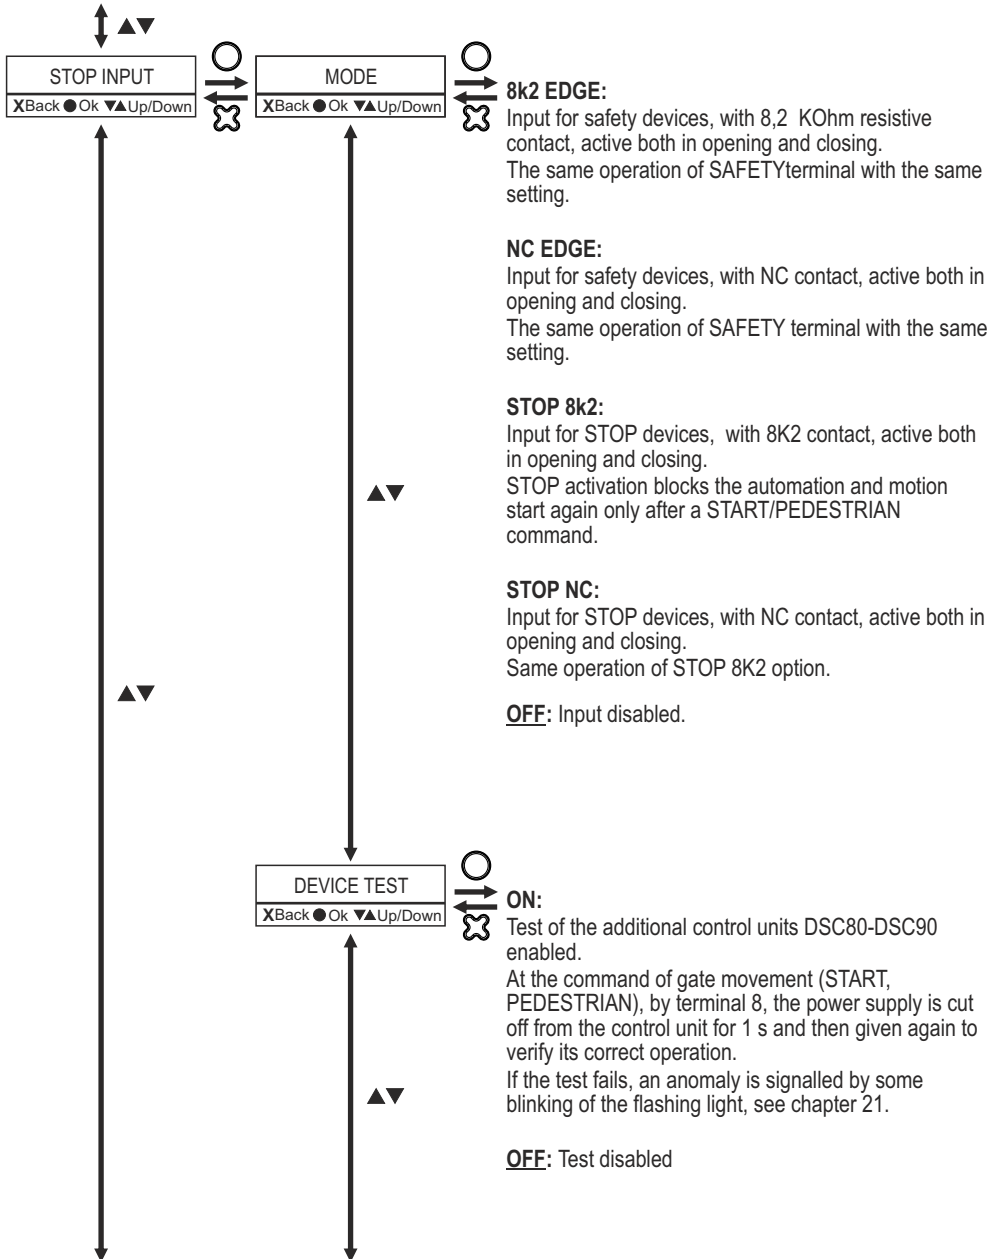 STOP INPUT
XBack ● Ok ▼▲Up/Down
MODE
XBack ● Ok ▼▲Up/Down
8k2 EDGE:
Input for safety devices, with 8,2 KOhm resistive
contact, active both in opening and closing.
The same operation of SAFETYterminal with the same
setting.
NC EDGE:
Input for safety devices, with NC contact, active both in
opening and closing.
The same operation of SAFETY terminal with the same
setting.
STOP 8k2:
Input for STOP devices, with 8K2 contact, active both
in opening and closing.
STOP activation blocks the automation and motion
start again only after a START/PEDESTRIAN
command.
STOP NC:
Input for STOP devices, with NC contact, active both in
opening and closing.
Same operation of STOP 8K2 option.
OFF: Input disabled.
DEVICE TEST
XBack ● Ok ▼▲Up/Down
ON:
Test of the additional control units DSC80-DSC90
enabled.
At the command of gate movement (START,
PEDESTRIAN), by terminal 8, the power supply is cut
off from the control unit for 1 s and then given again to
verify its correct operation.
If the test fails, an anomaly is signalled by some
blinking of the flashing light, see chapter 21.
OFF: Test disabled